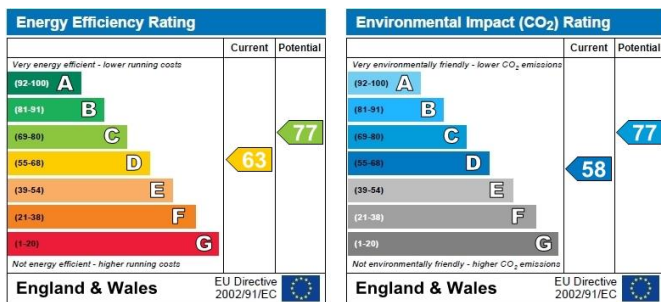 Energy Efficiency Rating
Current Potential
Very energy efficient - lower running costs
(92-100) A
(81-91) B
(69-80) C
77
(55-68) D
63
(39-54) E
(21-38) F
(1-20) G
Not energy efficient - higher running costs
England & Wales
EU Directive
2002/91/EC
Environmental Impact (CO₂) Rating
Current Potential
Very environmentally friendly - lower CO₂ emissions
(92-100) A
(81-91) B
(69-80) C
77
(55-68) D
58
(39-54) E
(21-38) F
(1-20) G
Not environmentally friendly - higher CO₂ emissions
England & Wales
EU Directive
2002/91/EC